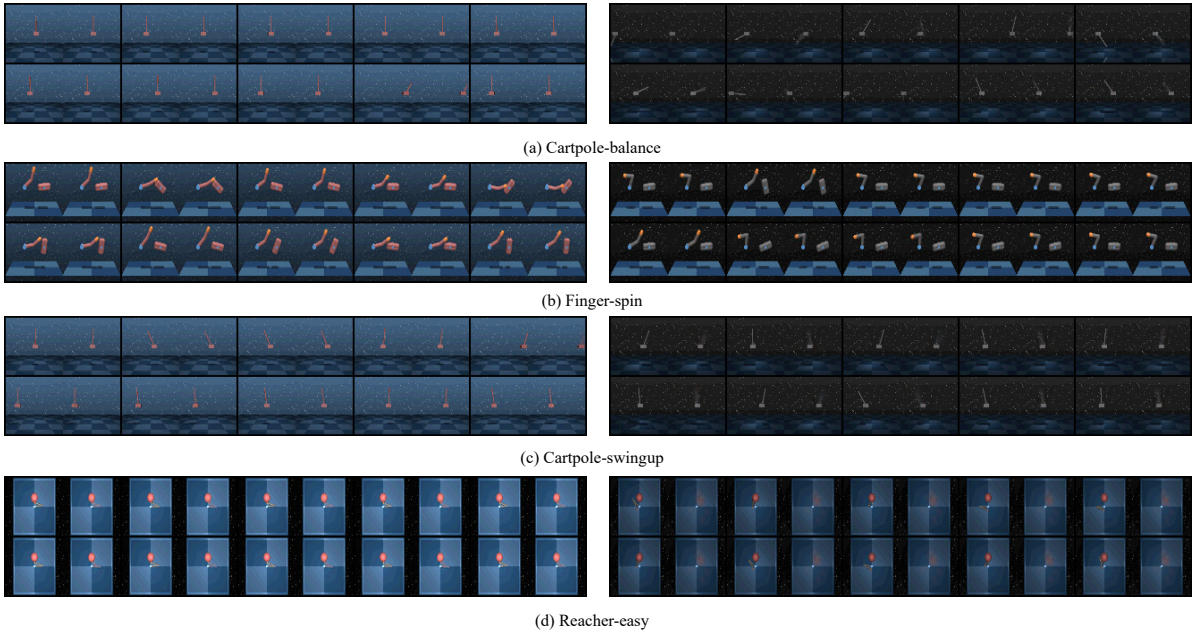 (a) Cartpole-balance
(b) Finger-spin
(c) Cartpole-swingup
(d) Reacher-easy